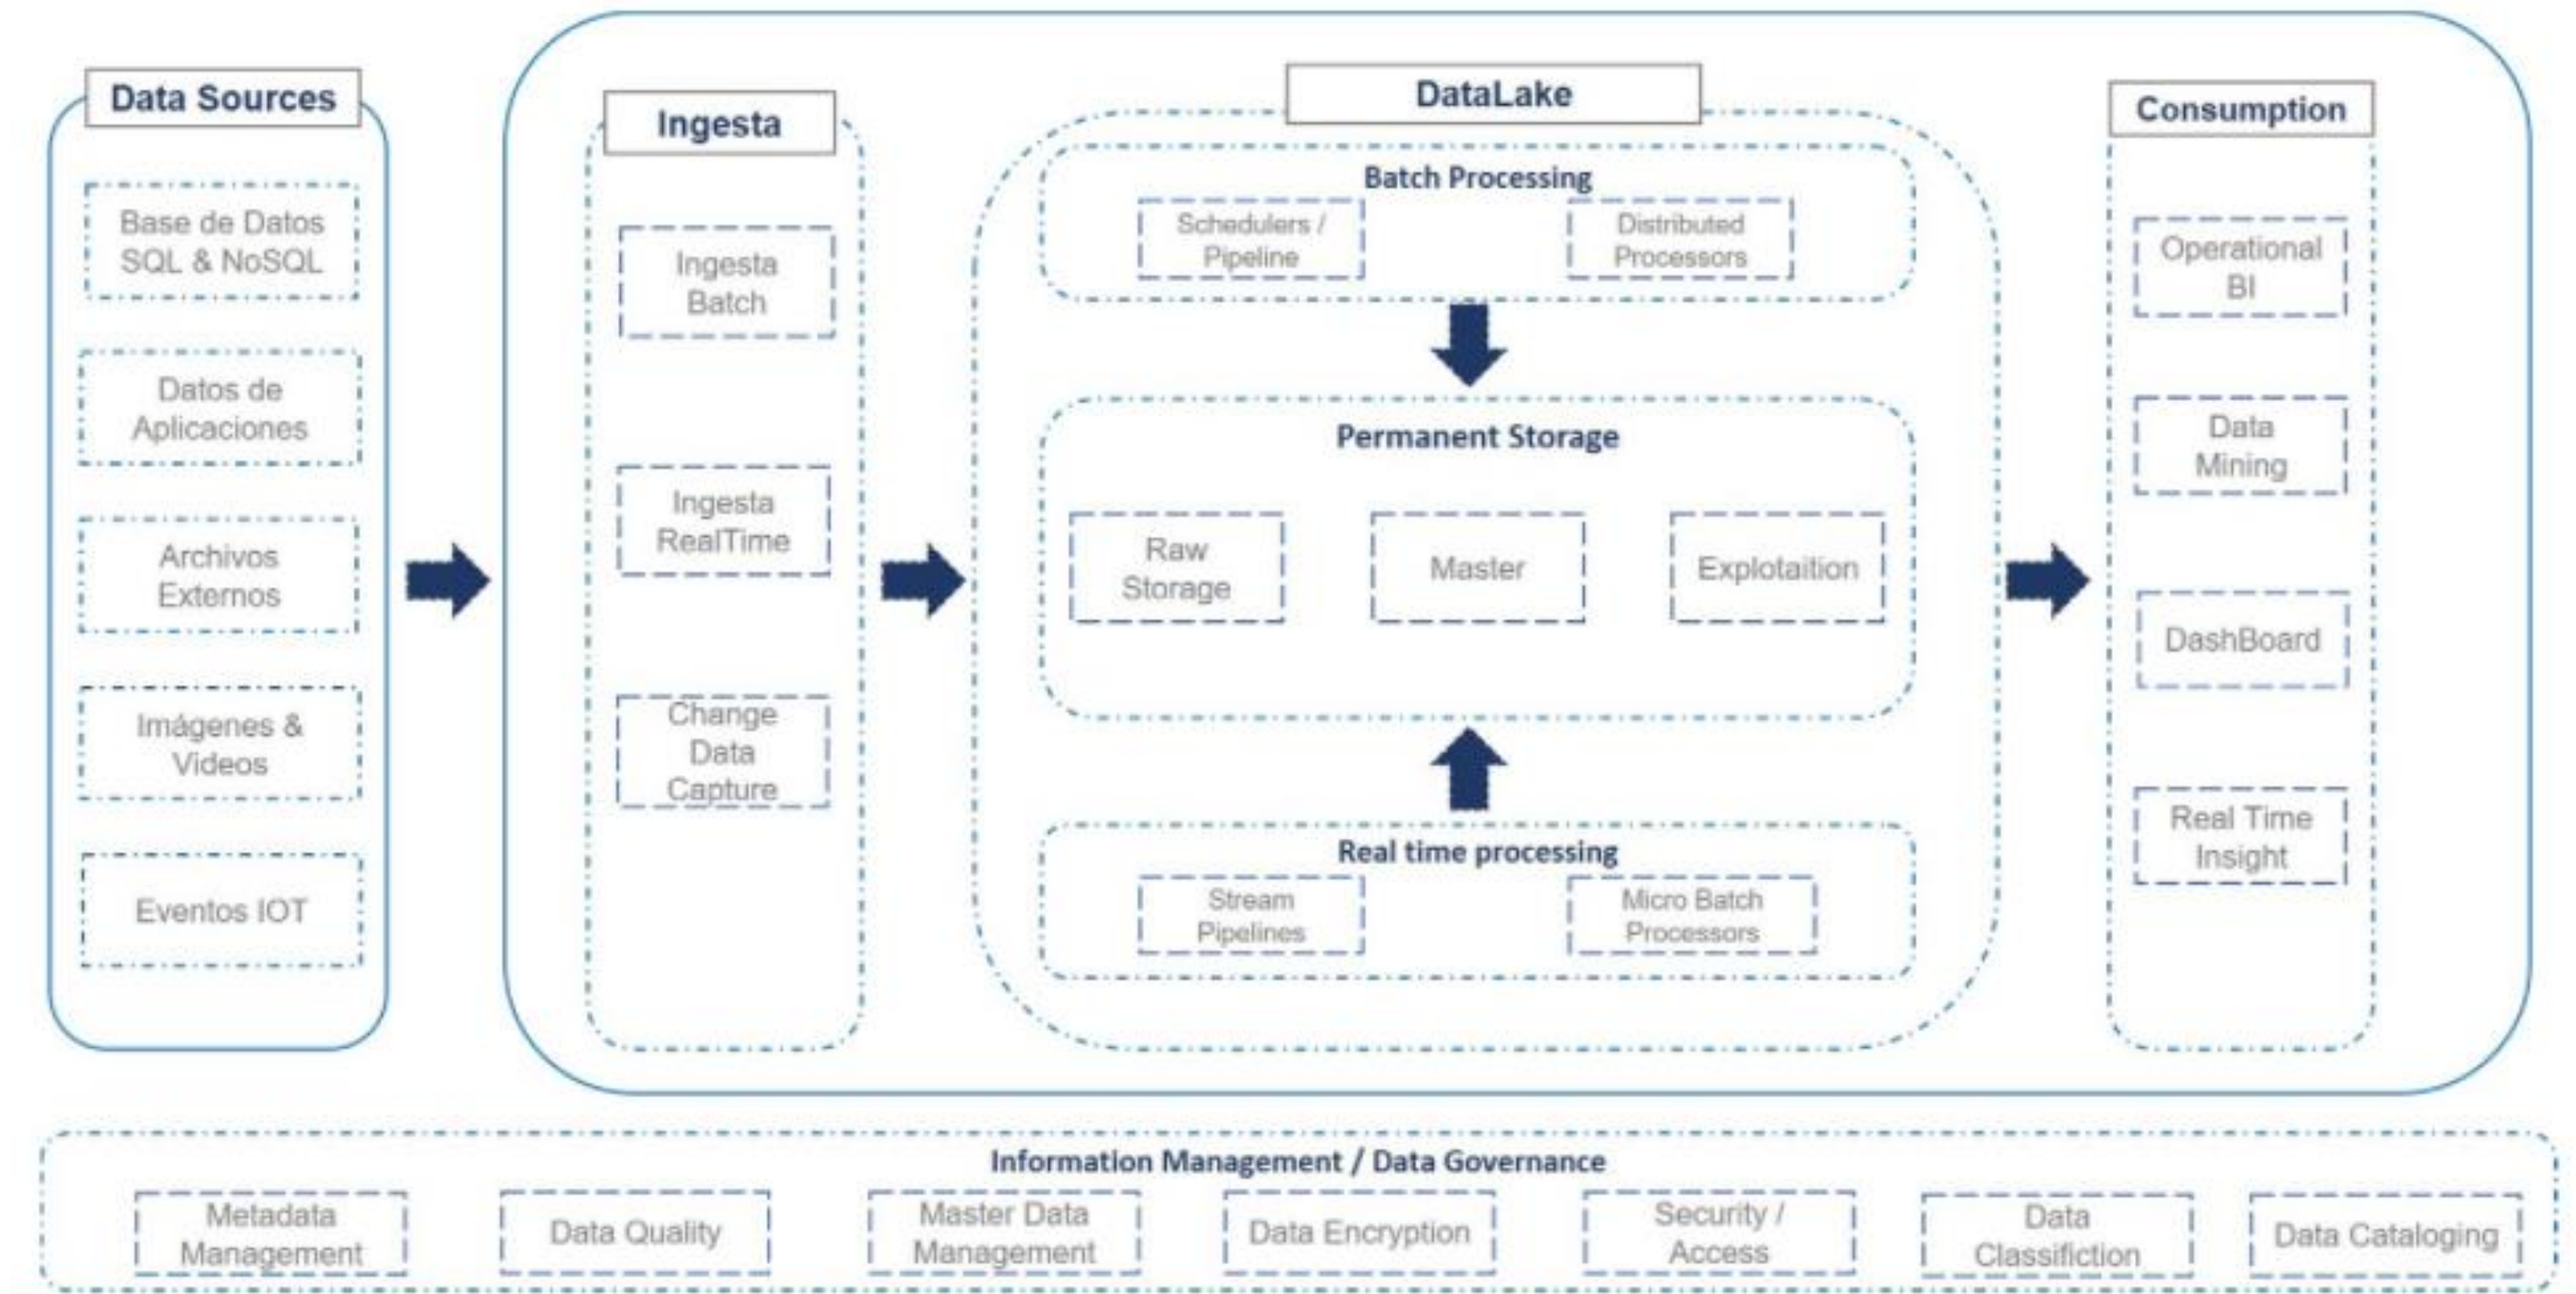 Data Sources
Base de Datos
SQL & NoSQL
Datos de
Aplicaciones
Archivos
Externos
Imágenes &
Videos
Eventos IOT
Ingesta
Ingesta
Batch
Ingesta
RealTime
Change
Data
Capture
DataLake
Batch Processing
Schedulers /
Pipeline
Distributed
Processors
Permanent Storage
Raw
Storage
Master
Explotaition
Real time processing
Stream
Pipelines
Micro Batch
Processors
Consumption
Operational
BI
Data
Mining
DashBoard
Real Time
Insight
Information Management / Data Governance
Metadata
Management
Data Quality
Master Data
Management
Data Encryption
Security /
Access
Data
Classifiction
Data Cataloging